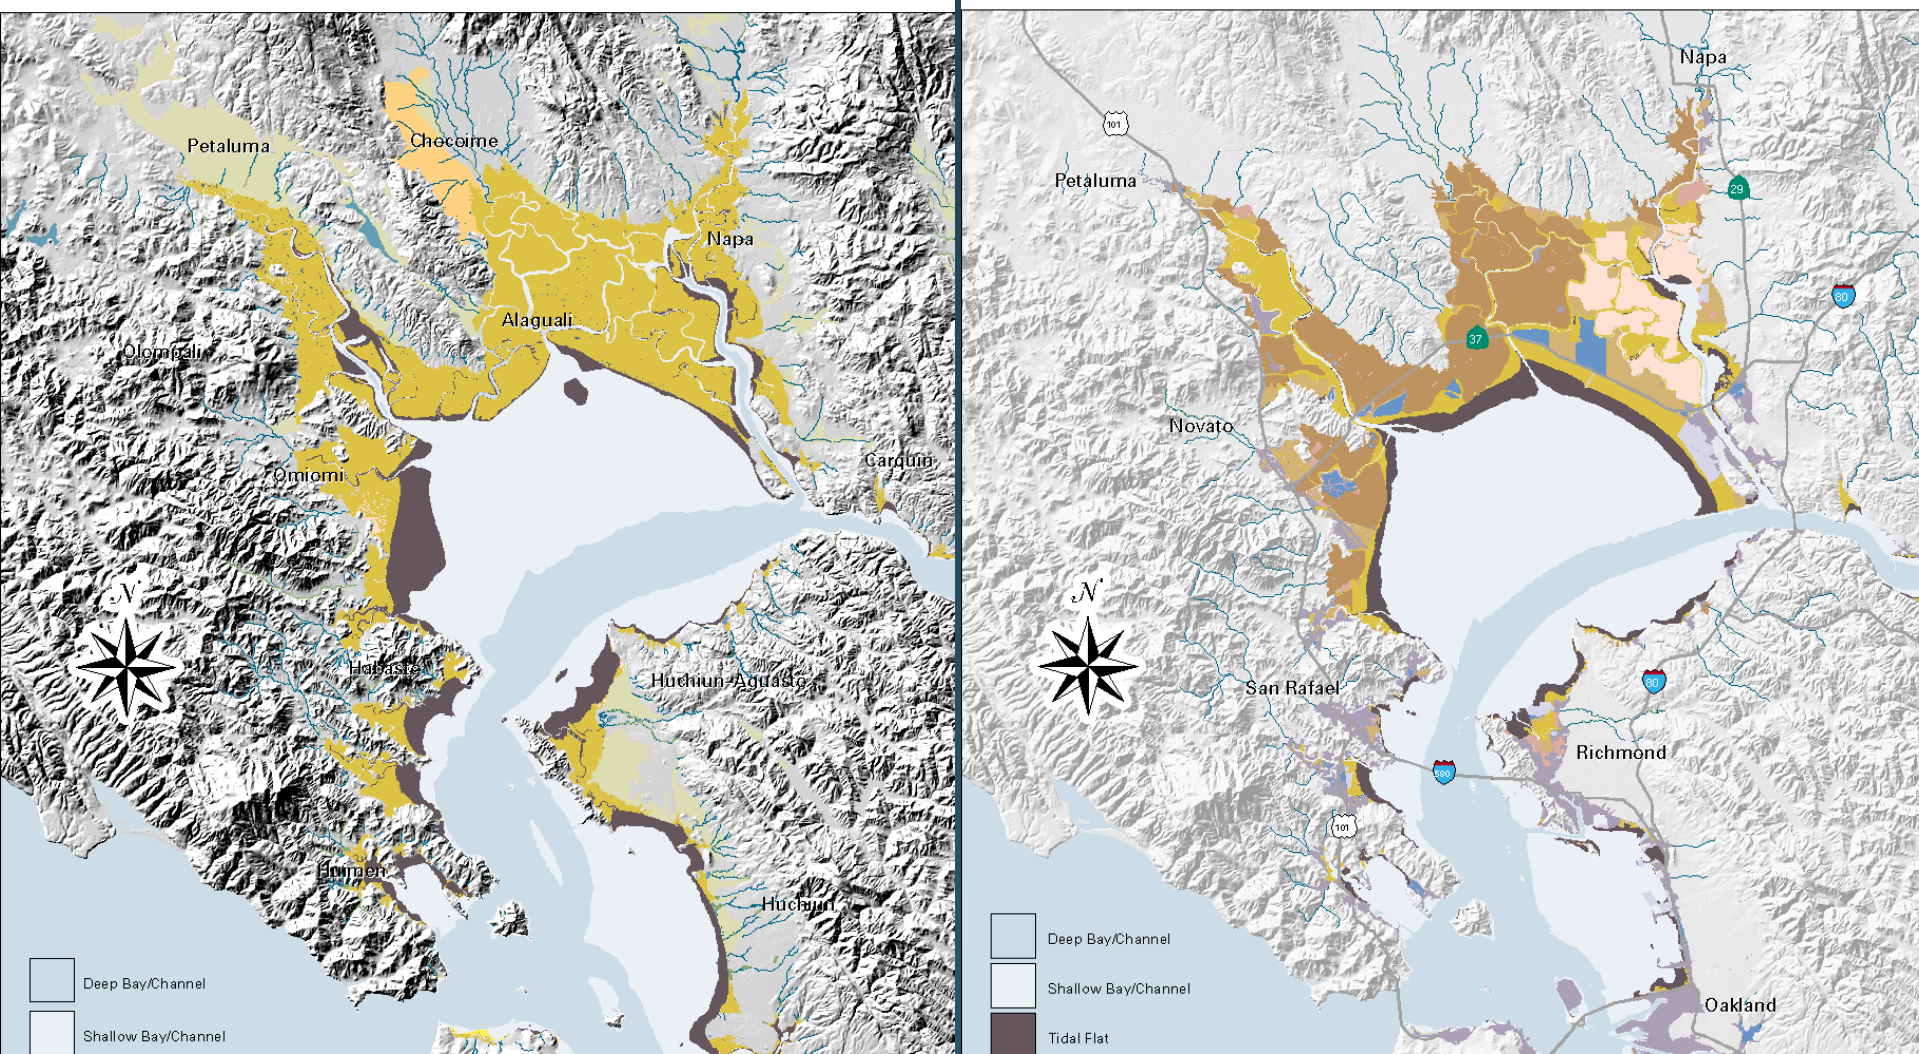 Petaluma
Chocoime
Napa
Alaguali
Olompali
Omiomi
Carquin
N
Habasto
Huchiun-Aguasto
Huimen
Huchiun
Deep Bay/Channel
Shallow Bay/Channel
Napa
101
Petaluma
29
80
37
Novato
N
San Rafael
80
Richmond
580
101
Deep Bay/Channel
Shallow Bay/Channel
Oakland
Tidal Flat